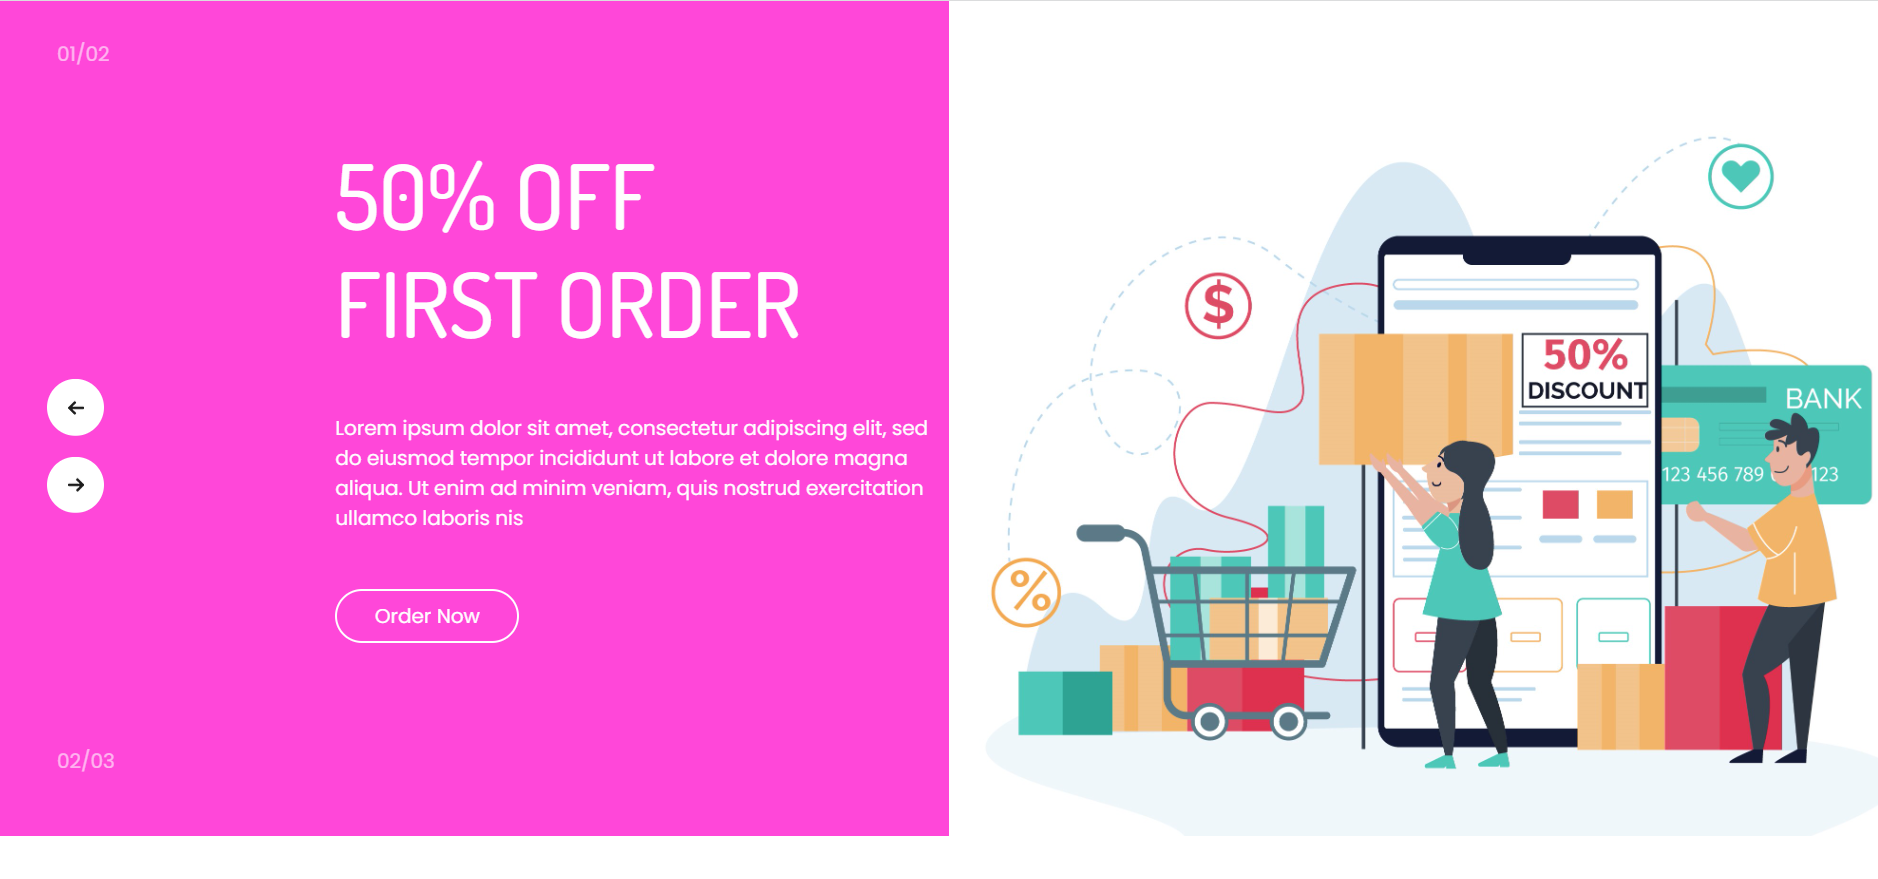 01/02
50% OFF
FIRST ORDER
Lorem ipsum dolor sit amet, consectetur adipiscing elit, sed
do eiusmod tempor incididunt ut labore et dolore magna
aliqua. Ut enim ad minim veniam, quis nostrud exercitation
ullamco laboris nis
Order Now
02/03
$
%
50%
DISCOUNT
BANK
123 456 789 123